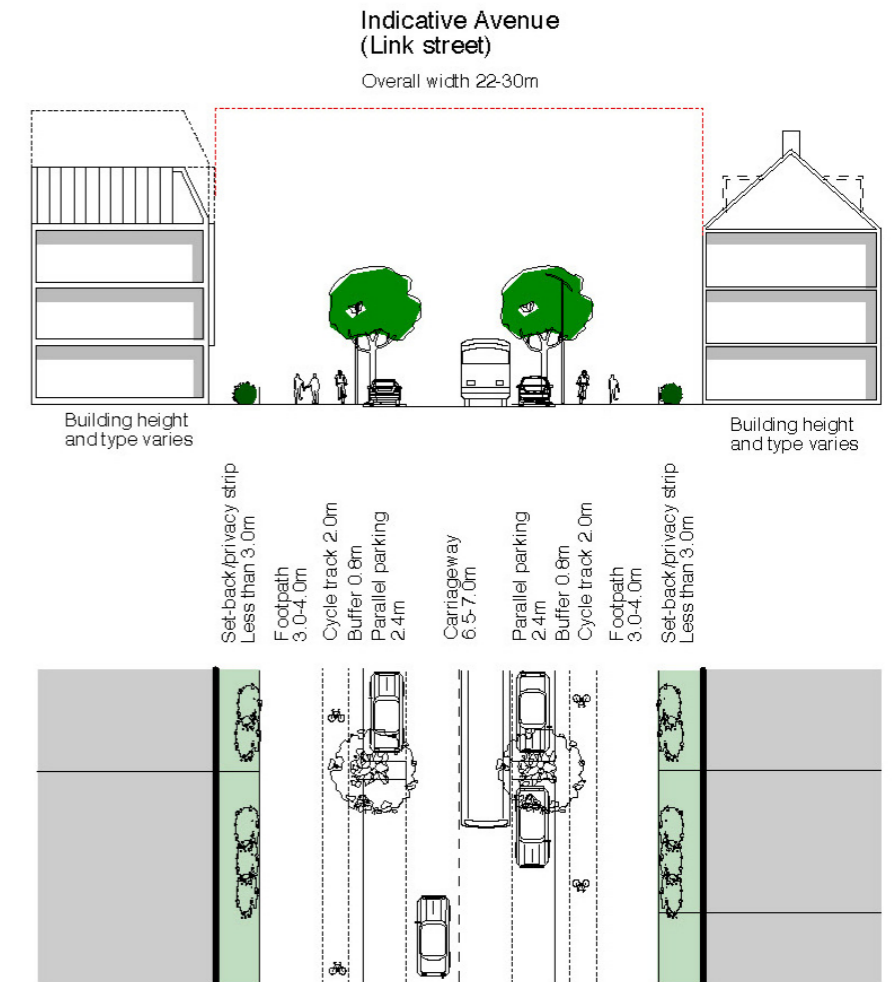 Indicative Avenue
(Link street)
Overall width 22-30m
Building height
and type varies
Building height
and type varies
Set-back/privacy strip
Less than 3.0m
Footpath
3.0-4.0m
Cycle track 2.0m
Buffer 0.8m
Parallel parking
2.4m
Carriageway
6.5-7.0m
Parallel parking
2.4m
Buffer 0.8m
Cycle track 2.0m
Footpath
3.0-4.0m
Set-back/privacy strip
Less than 3.0m